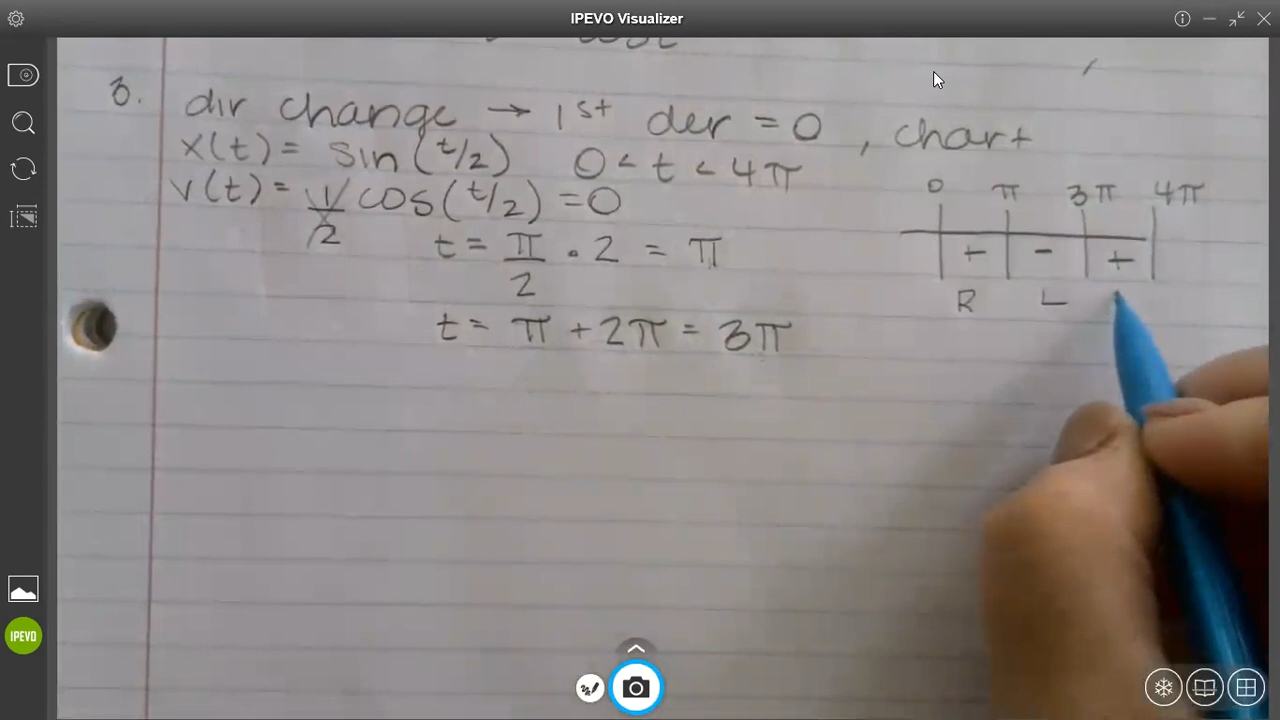 IPEVO Visualizer
cost
3. dir change → 1st der = 0, chart
x(t) = sin(t/2) 0 < t < 4π
v(t) = 1/2 cos(t/2) = 0
0 π 3π 4π
t = π/2 · 2 = π
+ - +
R L
t = π + 2π = 3π
IPEVO